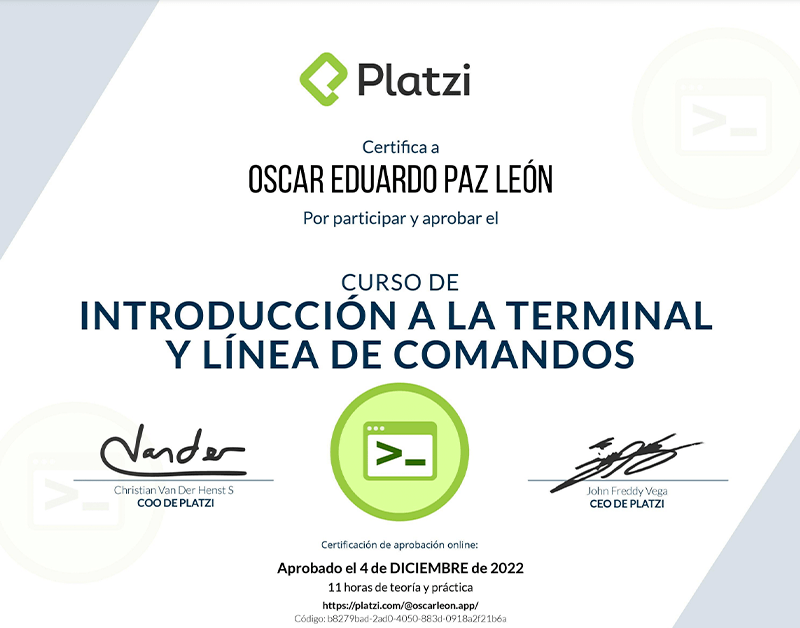 Platzi
Certifica a
OSCAR EDUARDO PAZ LEÓN
Por participar y aprobar el
CURSO DE
INTRODUCCIÓN A LA TERMINAL
Y LÍNEA DE COMANDOS
>_
Vander
Christian Van Der Henst S
COO DE PLATZI
John Freddy Vega
CEO DE PLATZI
Certificación de aprobación online:
Aprobado el 4 de DICIEMBRE de 2022
11 horas de teoría y práctica
https://platzi.com/@oscarleon.app/
Código: b8279bad-2ad0-4050-883d-0918a2f21b6a